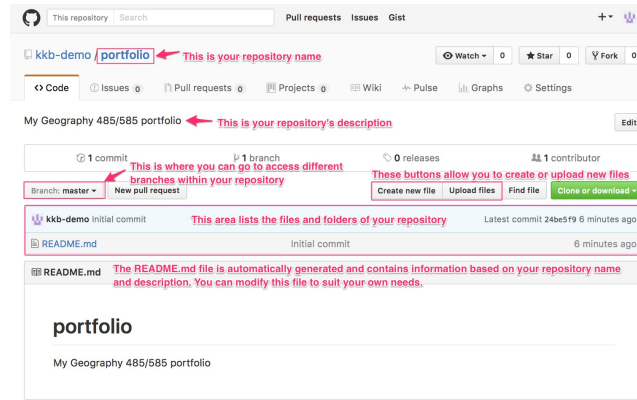 This repository Search Pull requests Issues Gist
kkb-demo / portfolio This is your repository name Watch 0 Star 0 Fork 0
Code Issues 0 Pull requests 0 Projects 0 Wiki Pulse Graphs Settings
My Geography 485/585 portfolio This is your repository's description Edit
1 commit 1 branch 0 releases 1 contributor
This is where you can go to access different
branches within your repository
These buttons allow you to create or upload new files
Branch: master New pull request Create new file Upload files Find file Clone or download
kkb-demo Initial commit This area lists the files and folders of your repository Latest commit 24be5f9 6 minutes ago
README.md Initial commit 6 minutes ago
README.md The README.md file is automatically generated and contains information based on your repository name
and description. You can modify this file to suit your own needs.
portfolio
My Geography 485/585 portfolio